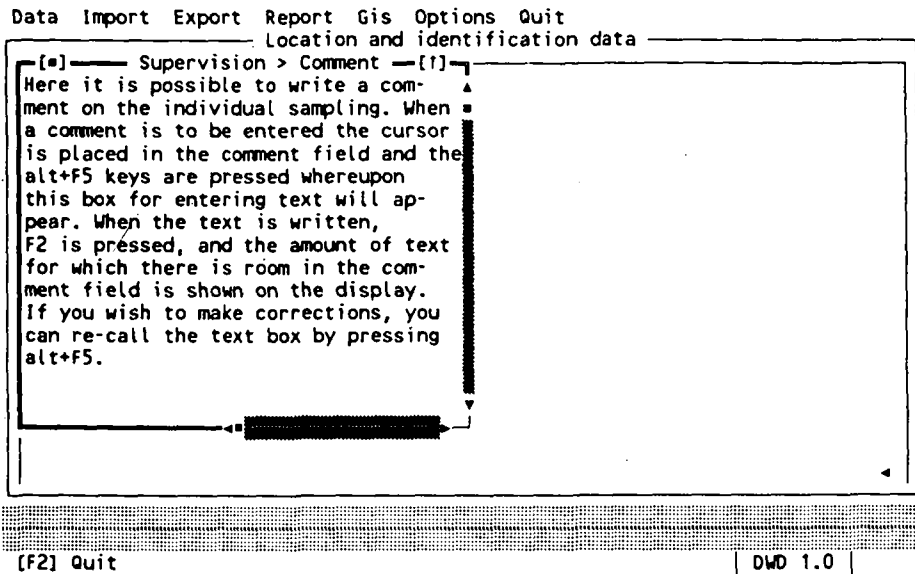 Data Import Export Report Gis Options Quit
Location and identification data
[■] Supervision > Comment [↑]
Here it is possible to write a com-
ment on the individual sampling. When
a comment is to be entered the cursor
is placed in the comment field and the
alt+F5 keys are pressed whereupon
this box for entering text will ap-
pear. When the text is written,
F2 is pressed, and the amount of text
for which there is room in the com-
ment field is shown on the display.
If you wish to make corrections, you
can re-call the text box by pressing
alt+F5.
[F2] Quit
DWD 1.0